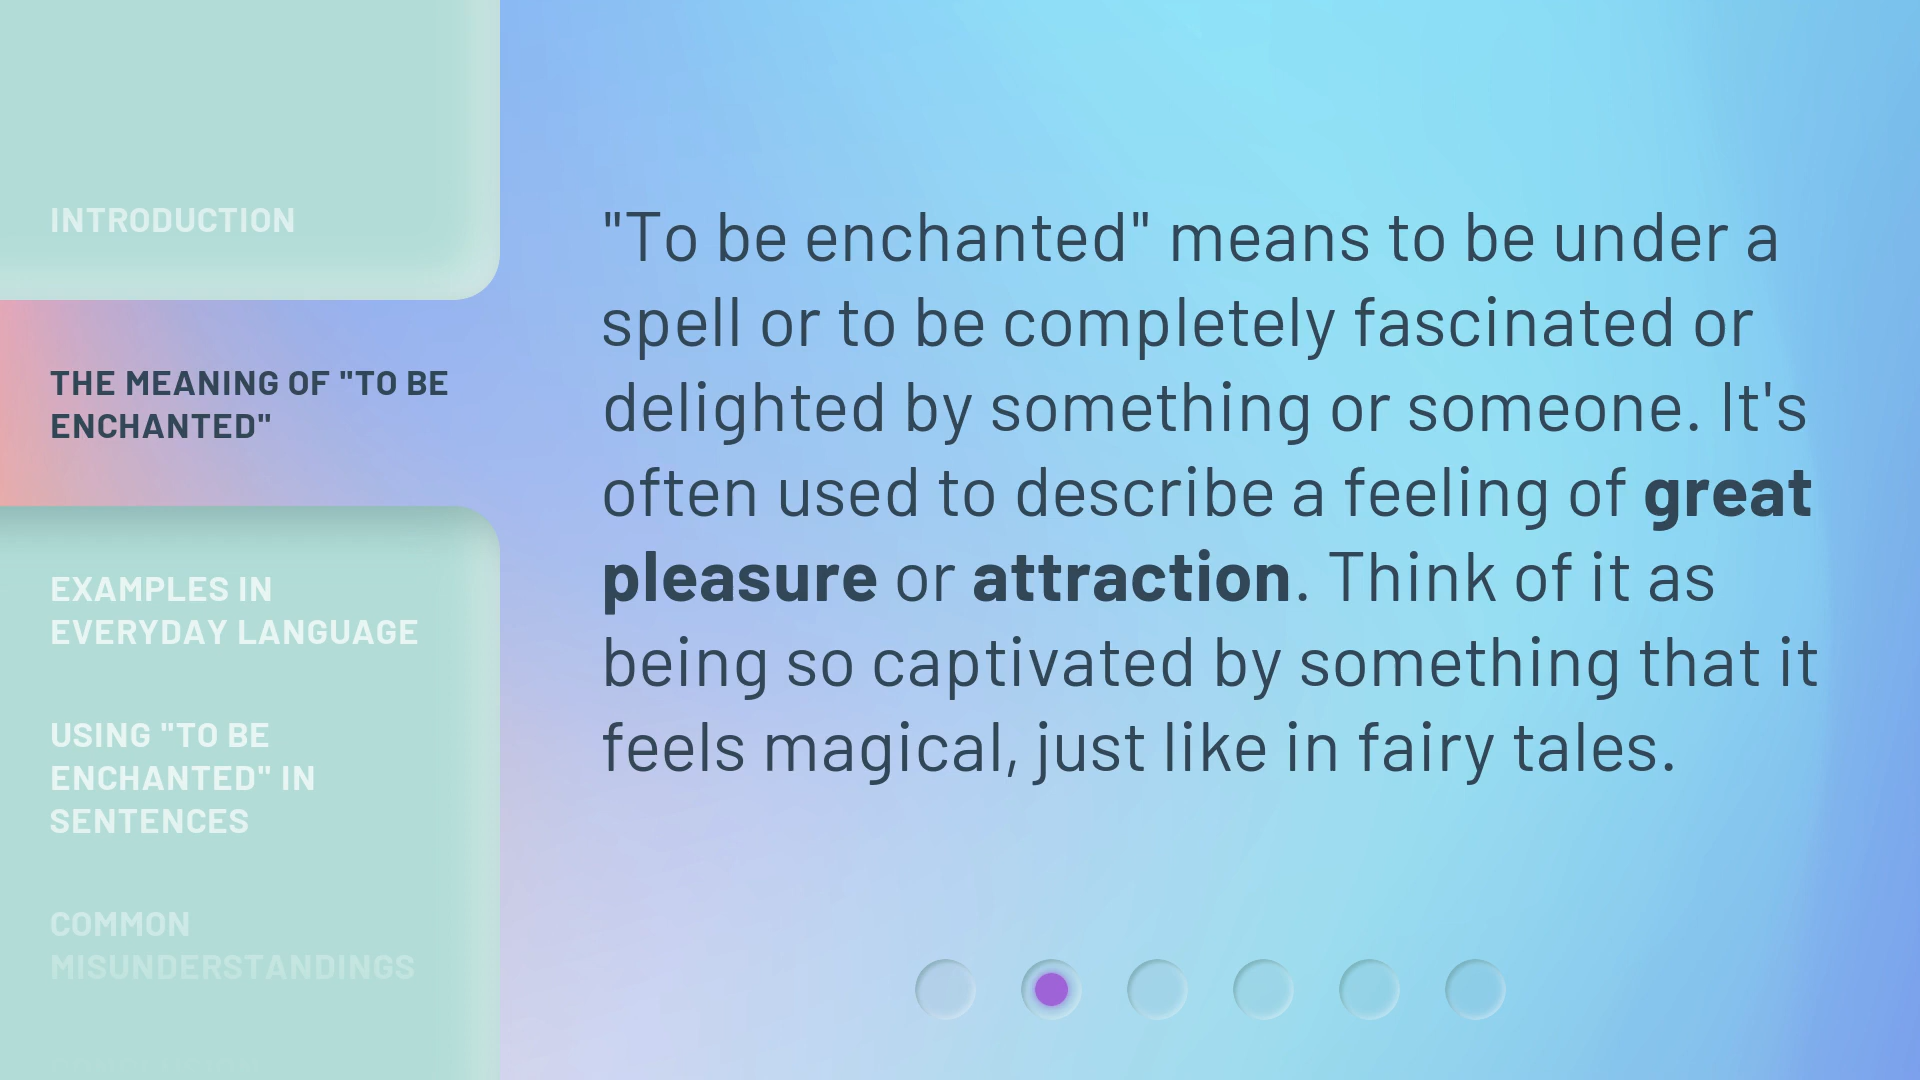 INTRODUCTION
THE MEANING OF "TO BE
ENCHANTED"
EXAMPLES IN
EVERYDAY LANGUAGE
USING "TO BE
ENCHANTED" IN
SENTENCES
COMMON
MISUNDERSTANDINGS
"To be enchanted" means to be under a
spell or to be completely fascinated or
delighted by something or someone. It's
often used to describe a feeling of great
pleasure or attraction. Think of it as
being so captivated by something that it
feels magical, just like in fairy tales.